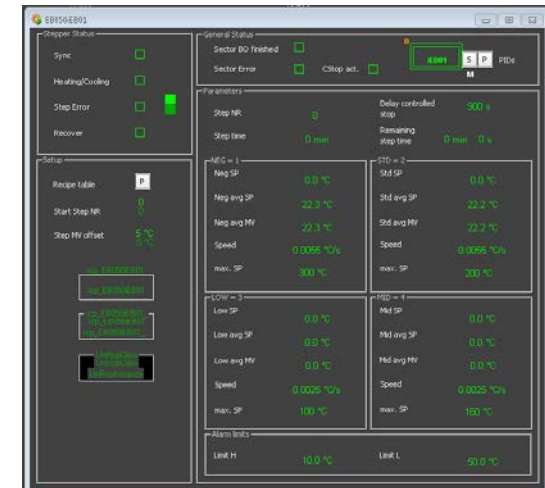 EB050-EB01
Stepper Status
Sync
Heating/Cooling
Step Error
Recover
Setup
Recipe table P
Start Step NR 0
Step MV offset 5 °C
General Status
Sector BO finished
Sector Error CStop act.
S P PIDs
M
Parameters
Step NR 0 Delay controlled stop 900 s
Step time 0 min Remaining step time 0 min 0 s
NEG = 1
Neg SP 0.0 °C
Neg avg SP 22.3 °C
Neg avg MV 22.3 °C
Speed 0.0055 °C/s
max. SP 300 °C
STD = 2
Std SP 0.0 °C
Std avg SP 22.2 °C
Std avg MV 22.2 °C
Speed 0.0055 °C/s
max. SP 200 °C
LOW = 3
Low SP 0.0 °C
Low avg SP 0.0 °C
Low avg MV 0.0 °C
Speed 0.0025 °C/s
max. SP 100 °C
MID = 4
Mid SP 0.0 °C
Mid avg SP 0.0 °C
Mid avg MV 0.0 °C
Speed 0.0025 °C/s
max. SP 160 °C
Alarm limits
Limit H 10.0 °C Limit L 50.0 °C